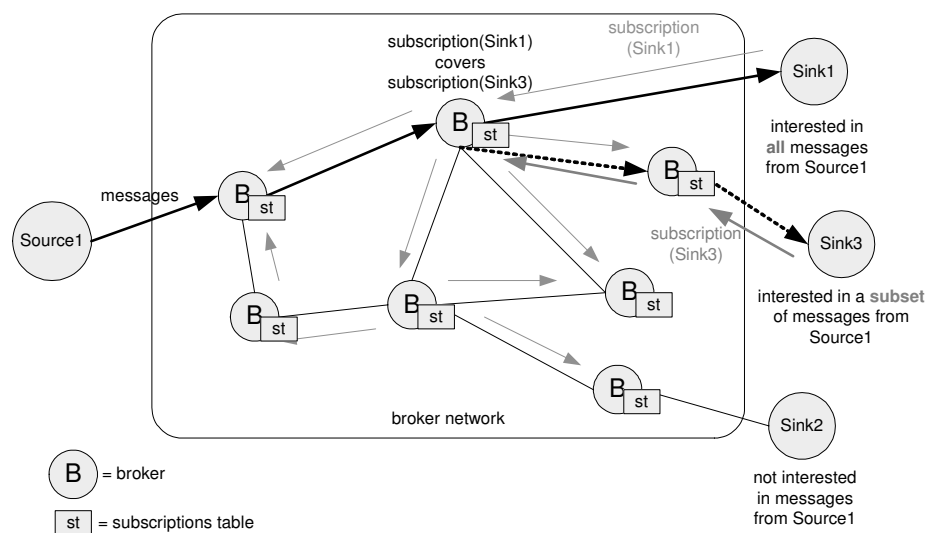 subscription(Sink1)
covers
subscription(Sink3)
subscription
(Sink1)
Sink1
interested in
all messages
from Source1
B
st
B
st
B
st
messages
Source1
subscription
(Sink3)
Sink3
interested in a subset
of messages from
Source1
B
st
B
st
B
st
B
st
broker network
Sink2
not interested
in messages
from Source1
B
= broker
st
= subscriptions table